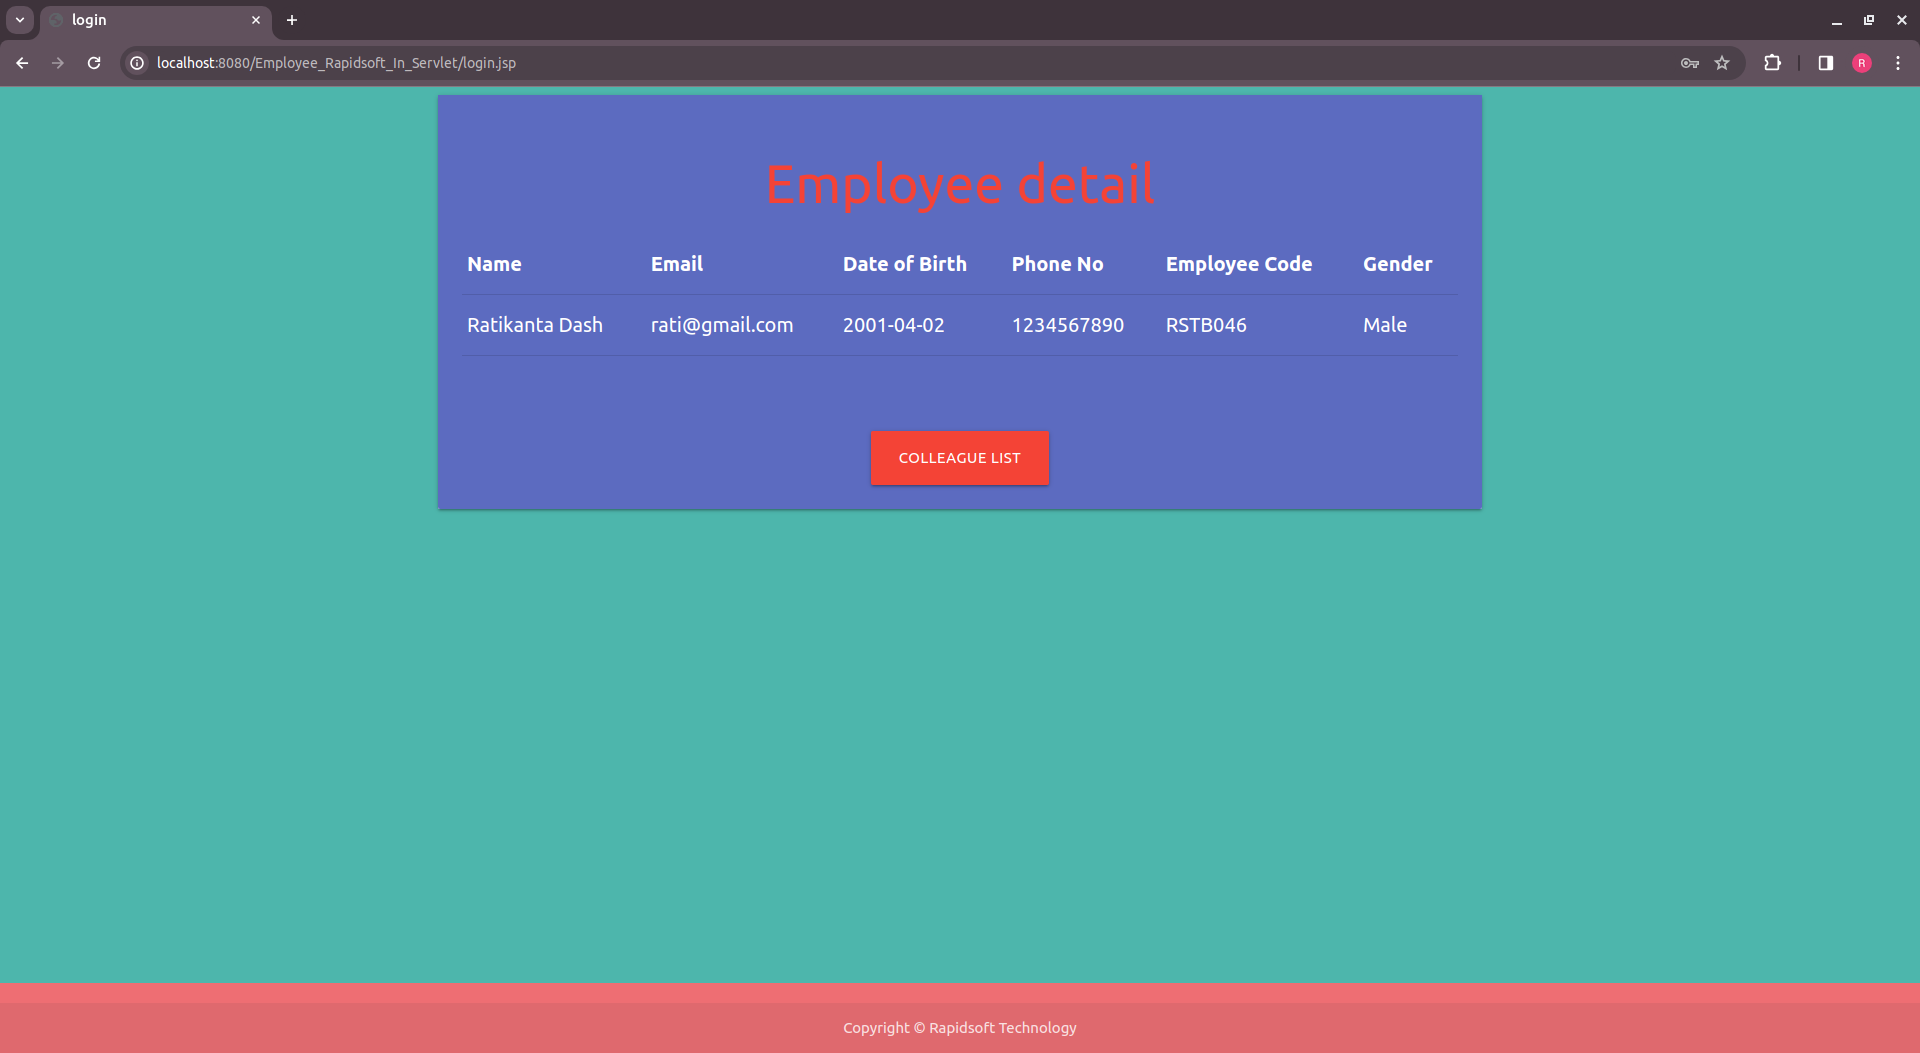 login
localhost:8080/Employee_Rapidsoft_In_Servlet/login.jsp
R
Employee detail
Name Email Date of Birth Phone No Employee Code Gender
Ratikanta Dash rati@gmail.com 2001-04-02 1234567890 RSTB046 Male
COLLEAGUE LIST
Copyright © Rapidsoft Technology